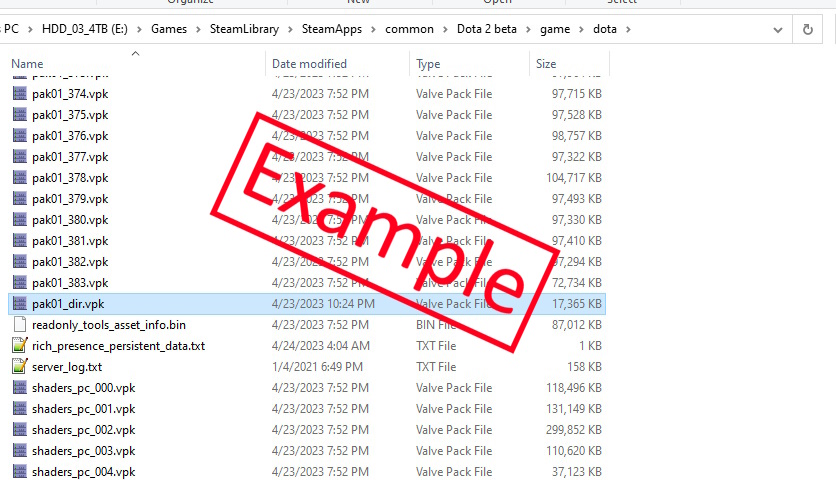 Organize New Open Select
PC > HDD_03_4TB (E:) > Games > SteamLibrary > SteamApps > common > Dota 2 beta > game > dota >
Name Date modified Type Size
pak01_374.vpk 4/23/2023 7:52 PM Valve Pack File 97,715 KB
pak01_375.vpk 4/23/2023 7:52 PM Valve Pack File 97,528 KB
pak01_376.vpk 4/23/2023 7:52 PM Valve Pack File 98,757 KB
pak01_377.vpk 4/23/2023 7:52 PM Valve Pack File 97,322 KB
pak01_378.vpk 4/23/2023 7:52 PM Valve Pack File 104,717 KB
pak01_379.vpk 4/23/2023 7:52 PM Valve Pack File 97,493 KB
pak01_380.vpk 4/23/2023 7:52 PM Valve Pack File 97,330 KB
pak01_381.vpk 4/23/2023 7:52 PM Valve Pack File 97,410 KB
pak01_382.vpk 4/23/2023 7:52 PM Valve Pack File 97,294 KB
pak01_383.vpk 4/23/2023 7:52 PM Valve Pack File 72,734 KB
pak01_dir.vpk 4/23/2023 10:24 PM Valve Pack File 17,365 KB
readonly_tools_asset_info.bin 4/23/2023 7:52 PM BIN File 87,012 KB
rich_presence_persistent_data.txt 4/24/2023 4:04 AM TXT File 1 KB
server_log.txt 1/4/2021 6:49 PM TXT File 158 KB
shaders_pc_000.vpk 4/23/2023 7:52 PM Valve Pack File 118,496 KB
shaders_pc_001.vpk 4/23/2023 7:52 PM Valve Pack File 131,149 KB
shaders_pc_002.vpk 4/23/2023 7:52 PM Valve Pack File 299,852 KB
shaders_pc_003.vpk 4/23/2023 7:52 PM Valve Pack File 110,620 KB
shaders_pc_004.vpk 4/23/2023 7:52 PM Valve Pack File 37,123 KB
Example